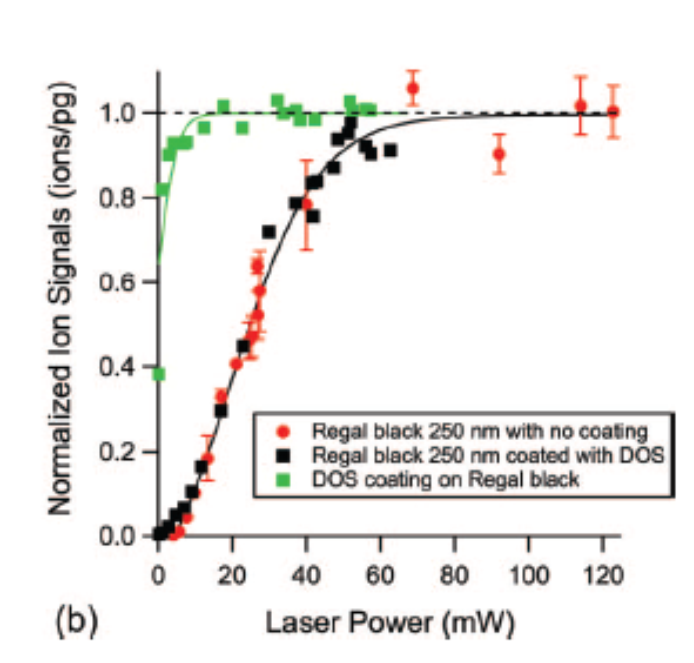 Normalized Ion Signals (ions/pg)
1.0
0.8
0.6
0.4
0.2
0.0
Regal black 250 nm with no coating
Regal black 250 nm coated with DOS
DOS coating on Regal black
0 20 40 60 80 100 120
(b) Laser Power (mW)